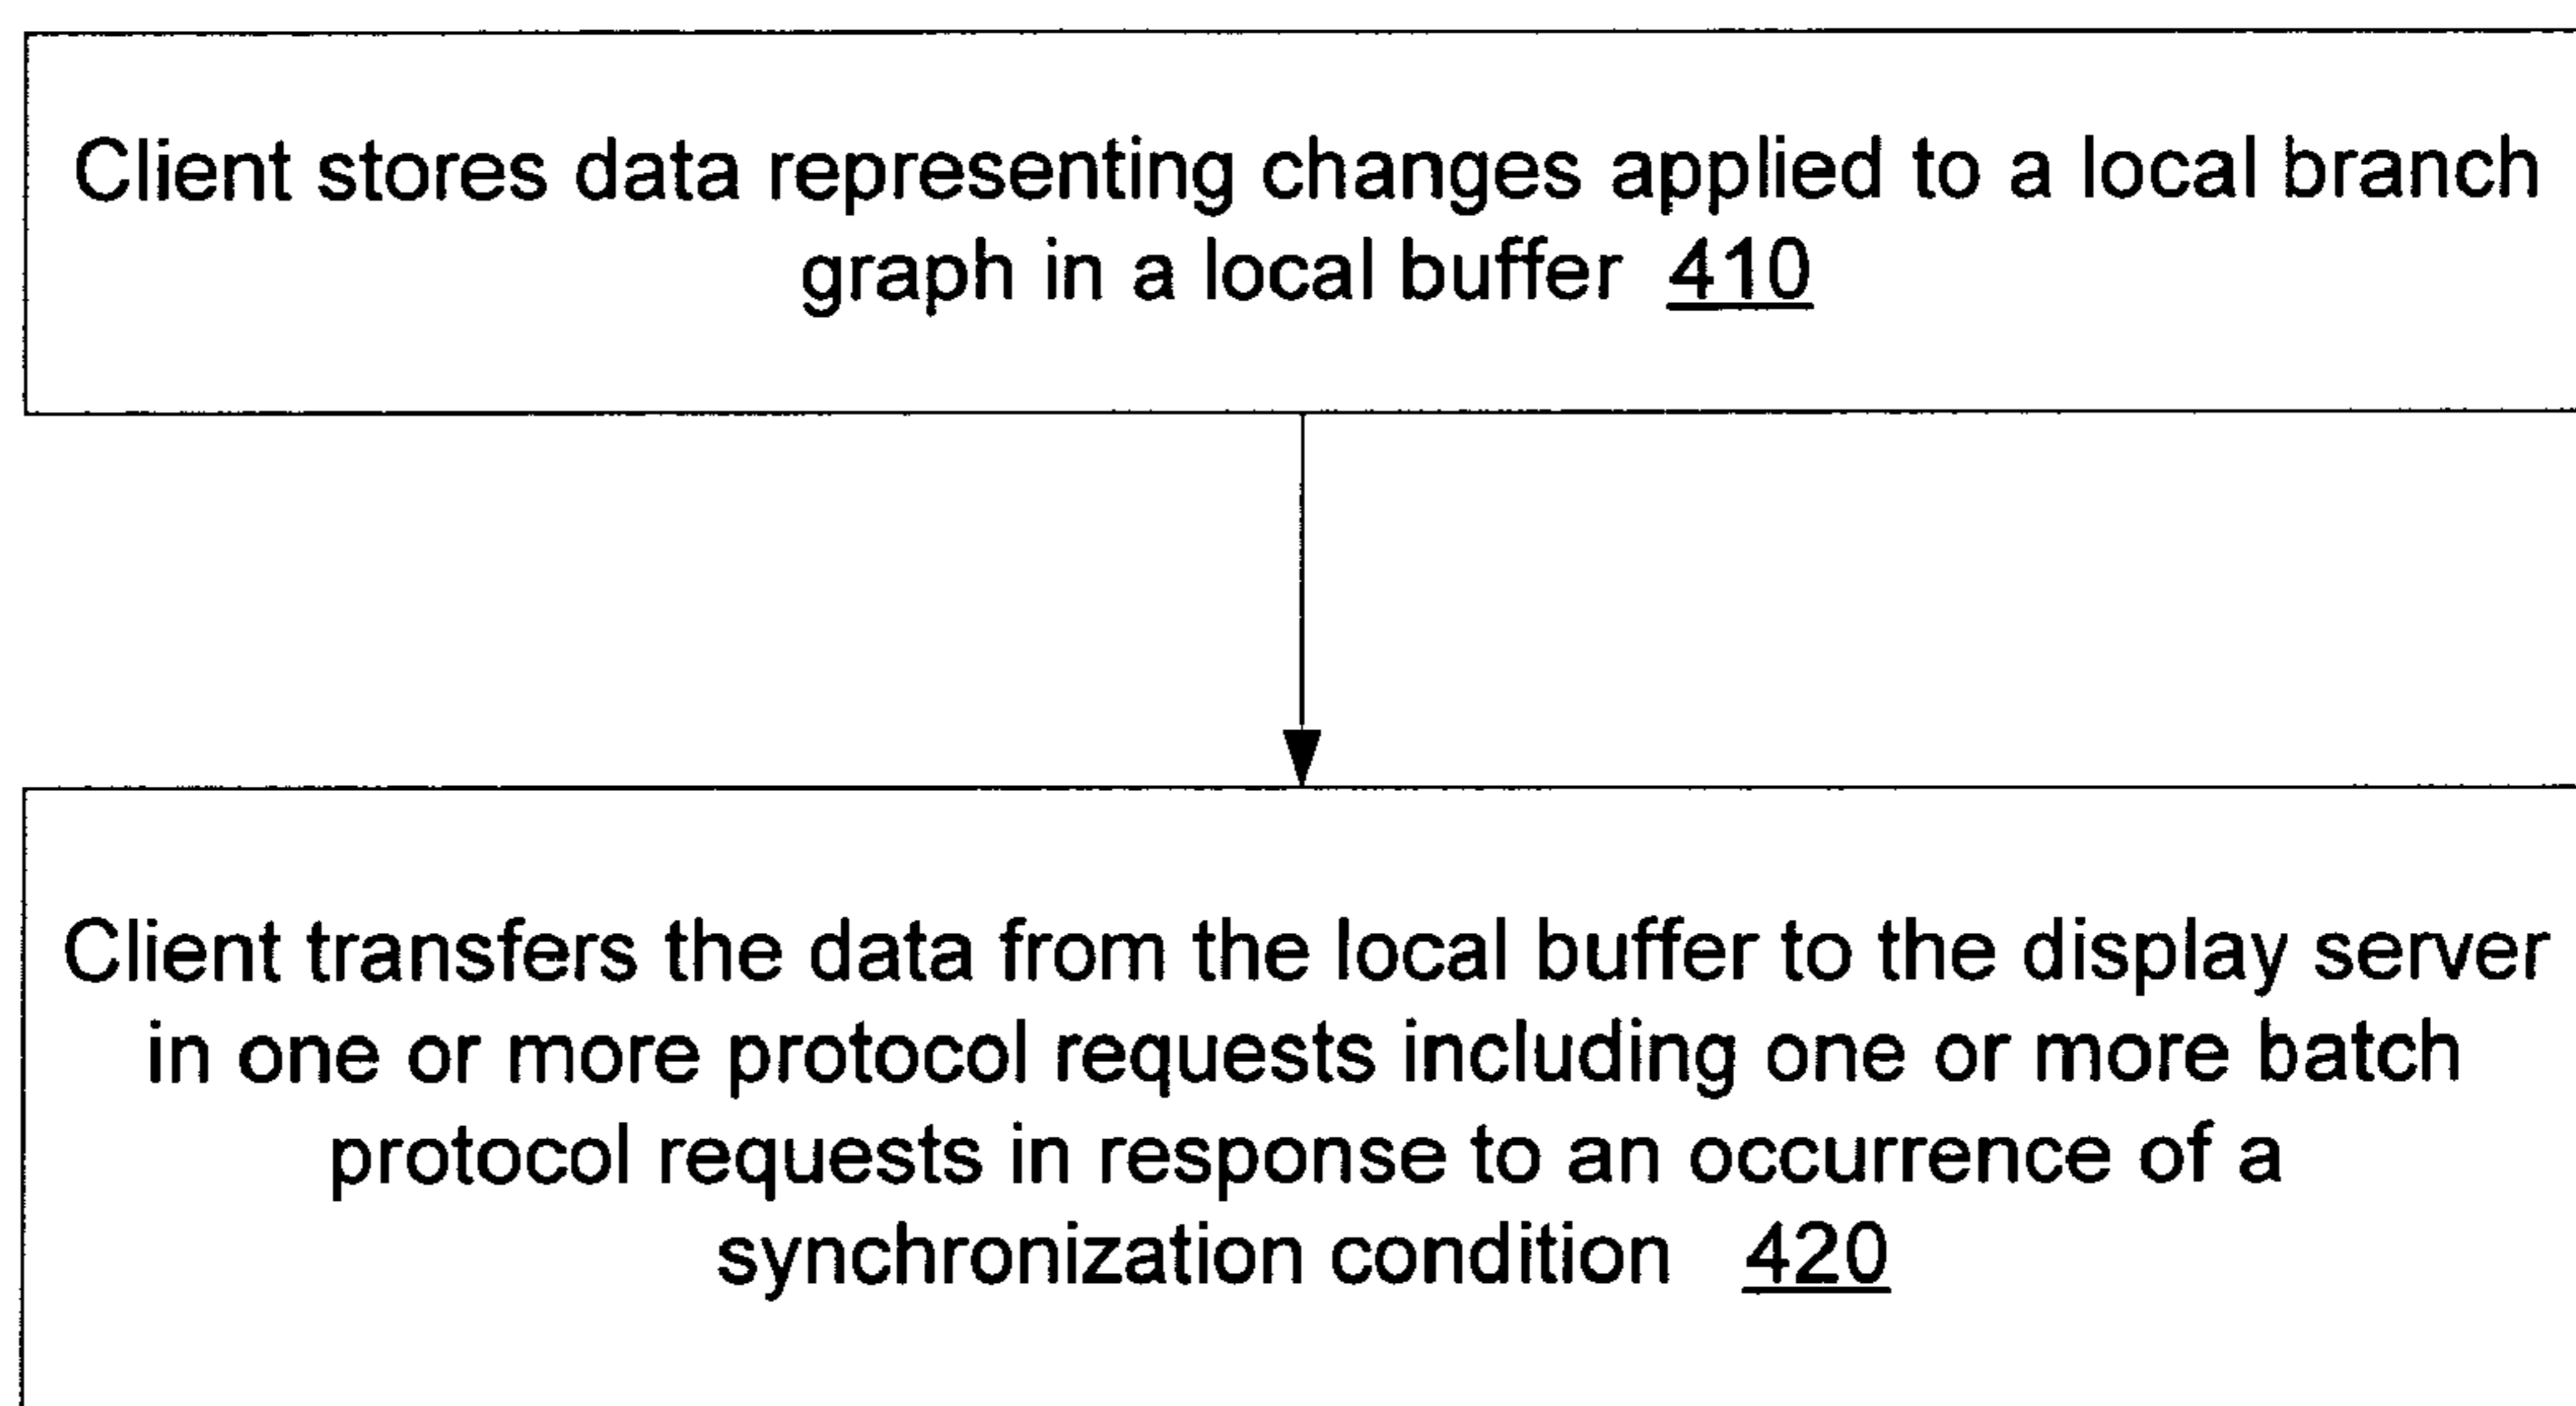 Client stores data representing changes applied to a local branch
graph in a local buffer 410
Client transfers the data from the local buffer to the display server
in one or more protocol requests including one or more batch
protocol requests in response to an occurrence of a
synchronization condition 420